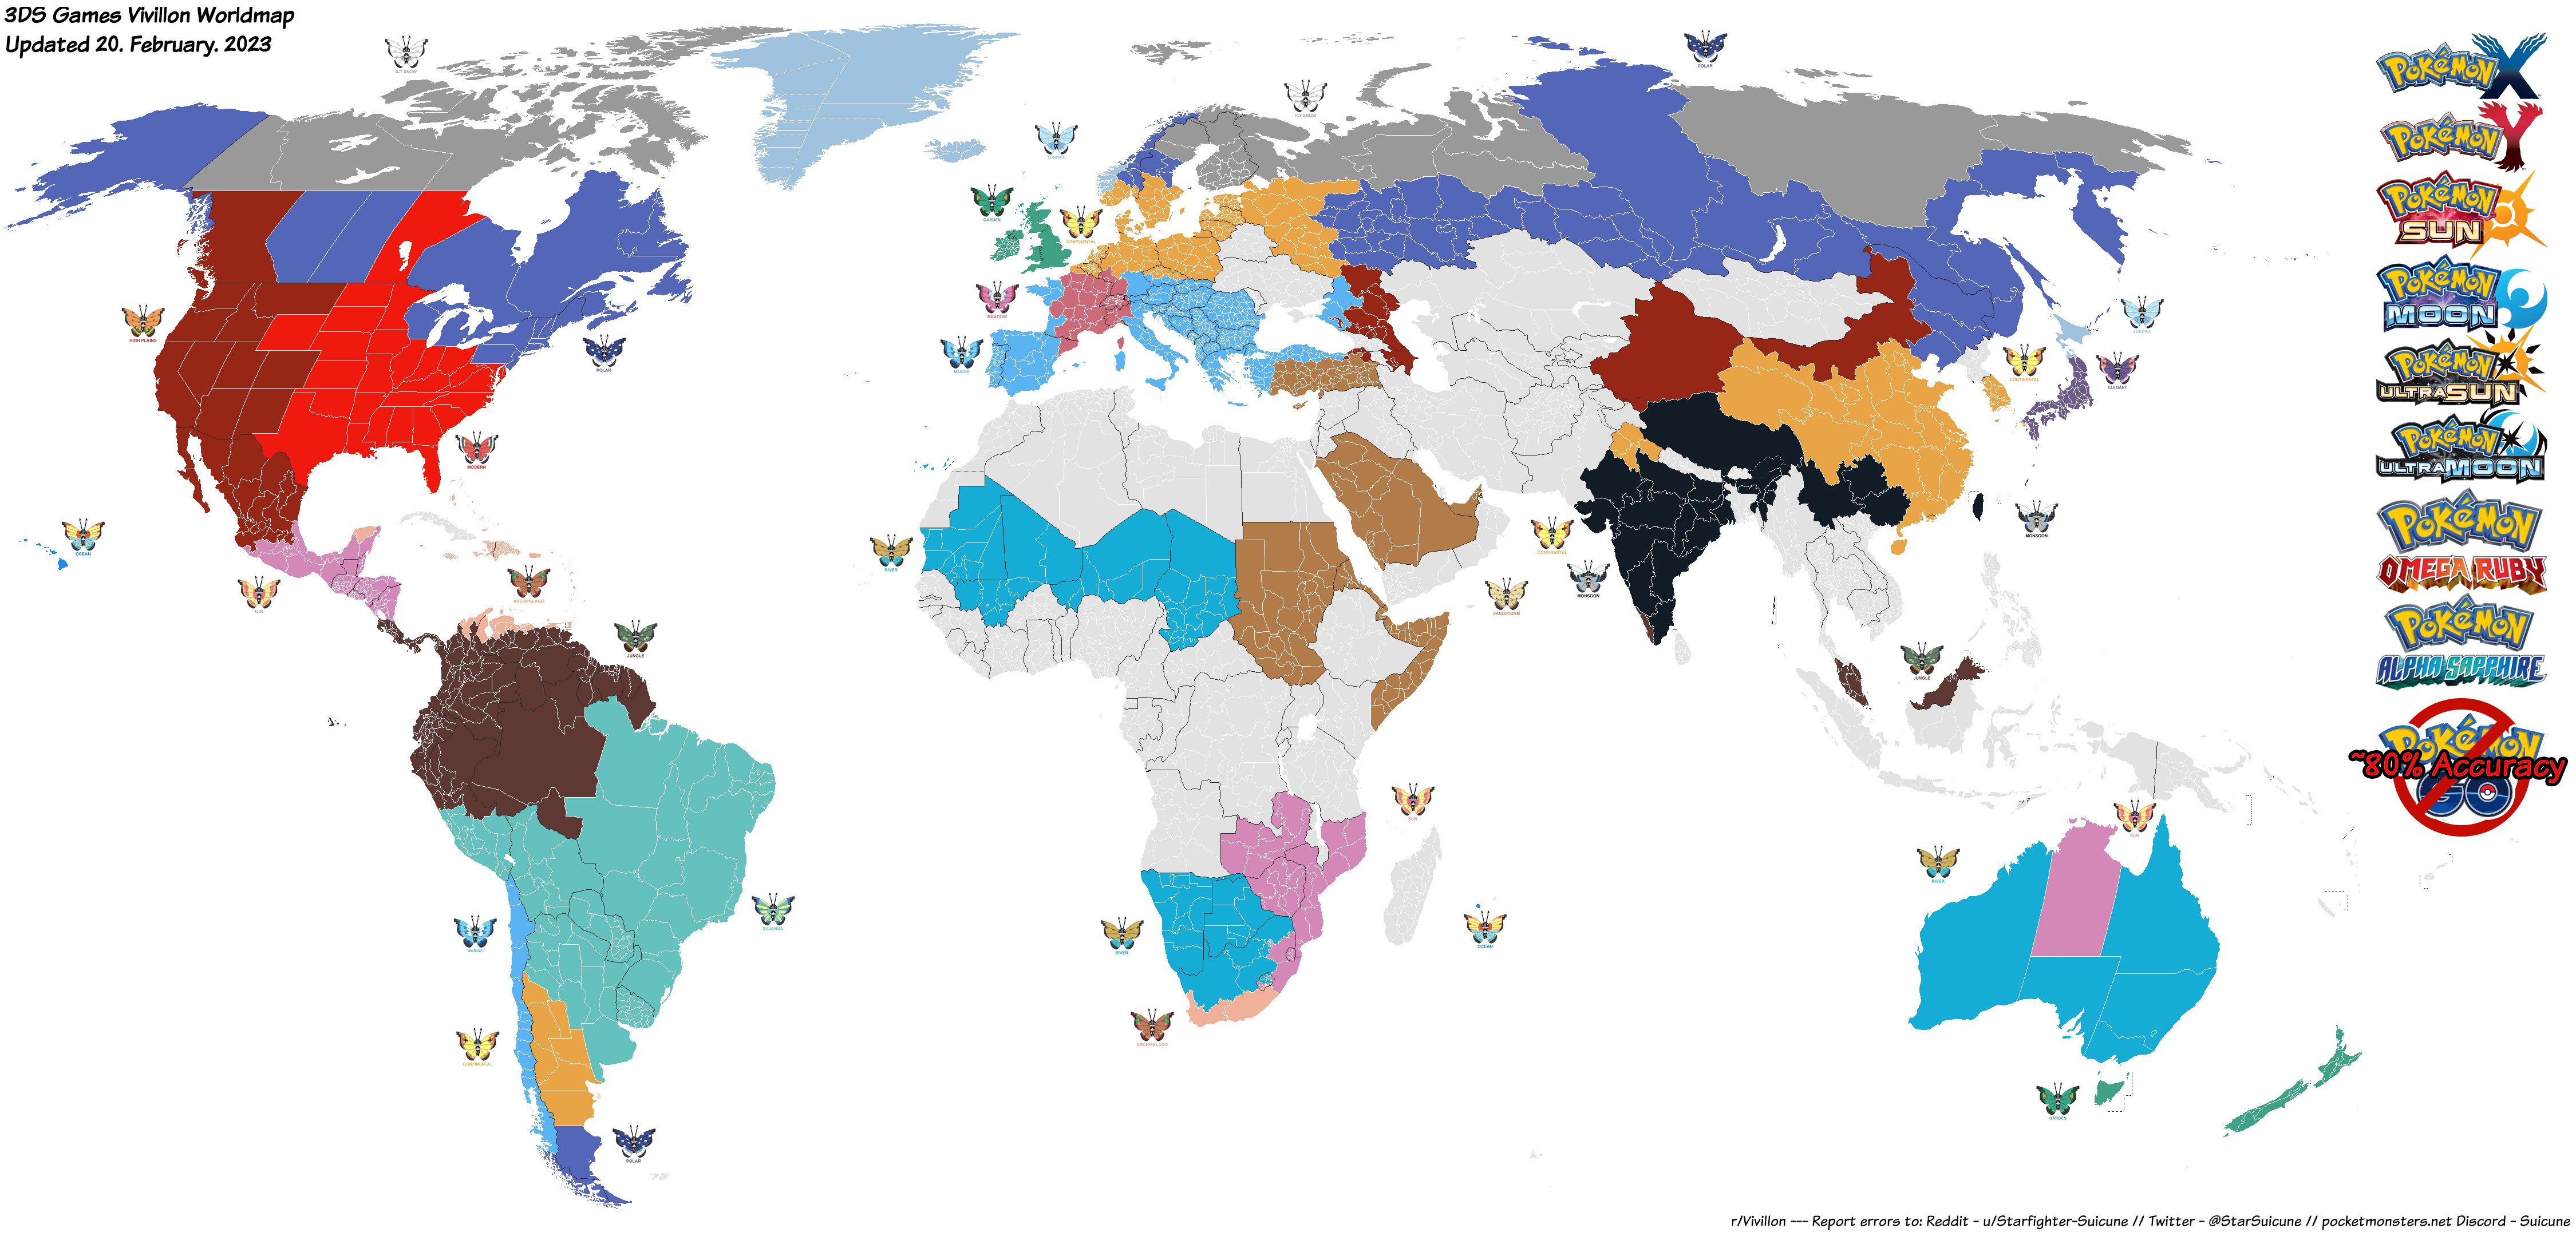 3DS Games Vivillon Worldmap
Updated 20. February. 2023
ICY SNOW
POLAR
ICY SNOW
TUNDRA
GARDEN
CONTINENTAL
MEADOW
MARINE
HIGH PLAINS
POLAR
MODERN
TUNDRA
CONTINENTAL
ELEGANT
OCEAN
SUN
ARCHIPELAGO
JUNGLE
RIVER
CONTINENTAL
MONSOON
SANDSTORM
MONSOON
JUNGLE
MARINE
SAVANNA
CONTINENTAL
POLAR
RIVER
ARCHIPELAGO
SUN
OCEAN
SUN
RIVER
GARDEN
POKéMON X
POKéMON Y
POKéMON
SUN
POKéMON
MOON
POKéMON
ULTRA SUN
POKéMON
ULTRA MOON
POKéMON
OMEGA RUBY
POKéMON
ALPHA SAPPHIRE
POKéMON
~80% Accuracy
GO
r/Vivillon --- Report errors to: Reddit - u/Starfighter-Suicune // Twitter - @StarSuicune // pocketmonsters.net Discord - Suicune